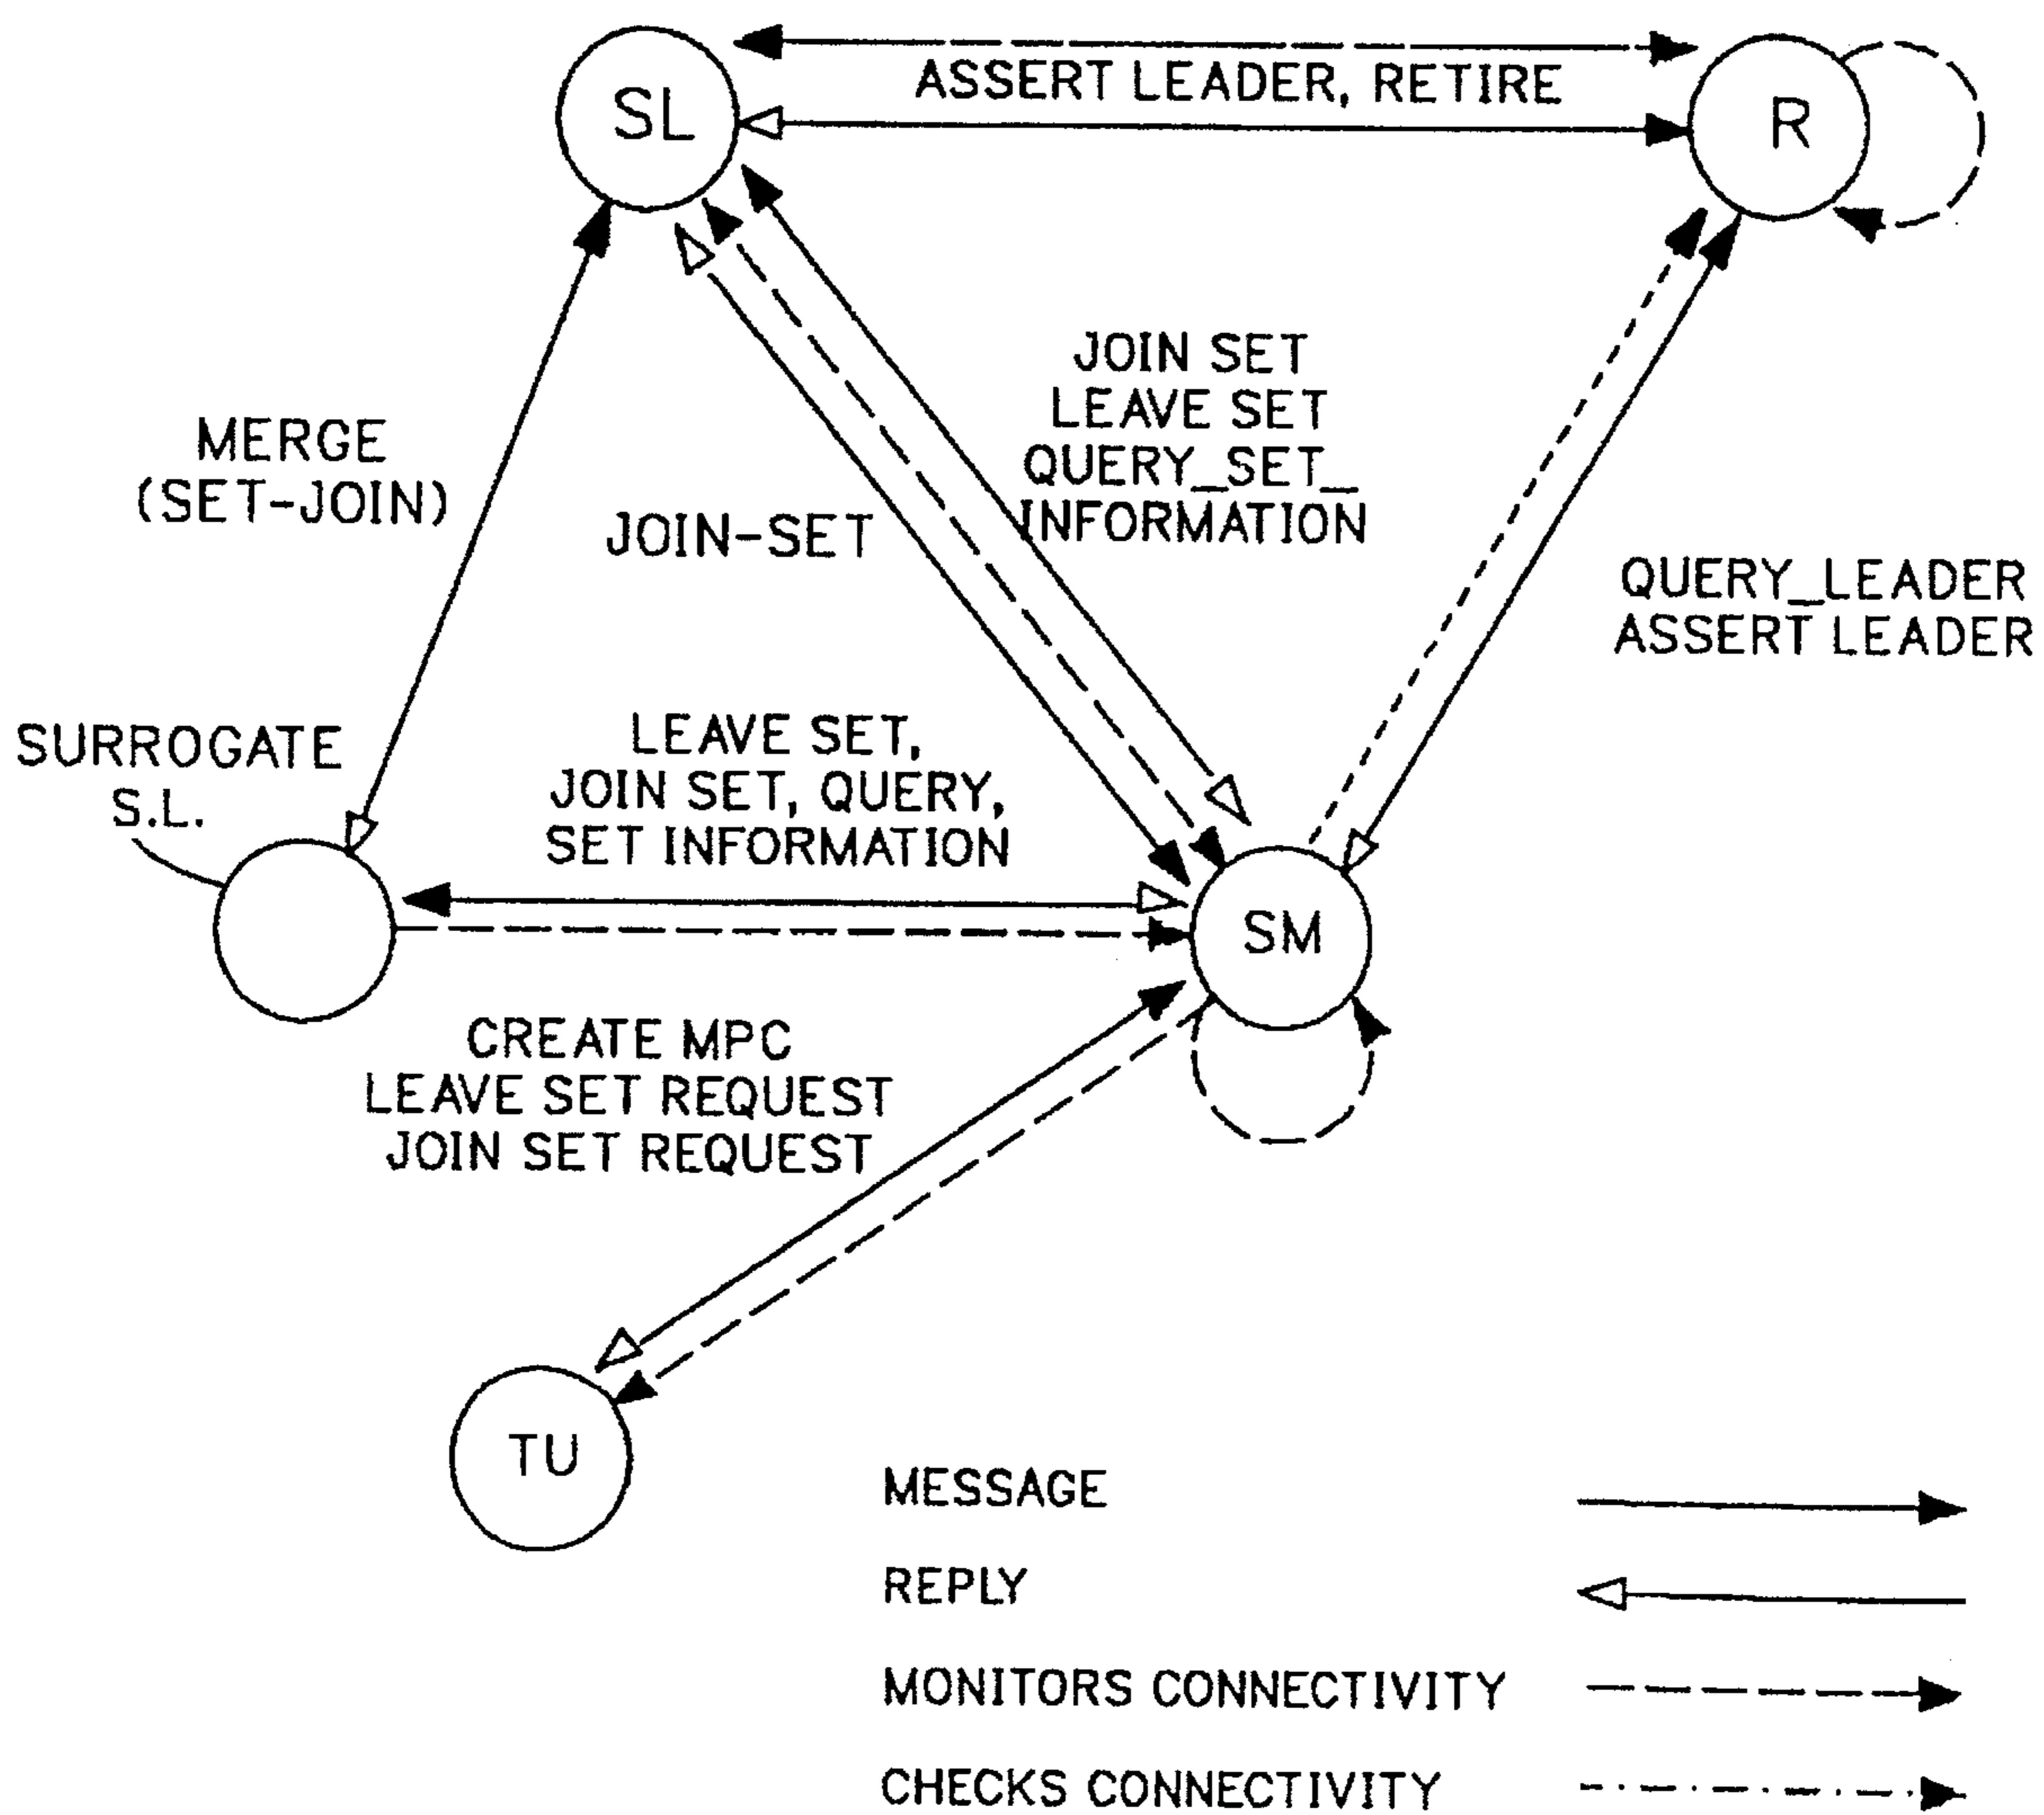 SL
ASSERT LEADER, RETIRE
R
JOIN SET
LEAVE SET
QUERY_SET_
INFORMATION
MERGE
(SET-JOIN)
JOIN-SET
QUERY_LEADER
ASSERT LEADER
SURROGATE
S.L.
LEAVE SET,
JOIN SET, QUERY,
SET INFORMATION
SM
CREATE MPC
LEAVE SET REQUEST
JOIN SET REQUEST
TU
MESSAGE
REPLY
MONITORS CONNECTIVITY
CHECKS CONNECTIVITY